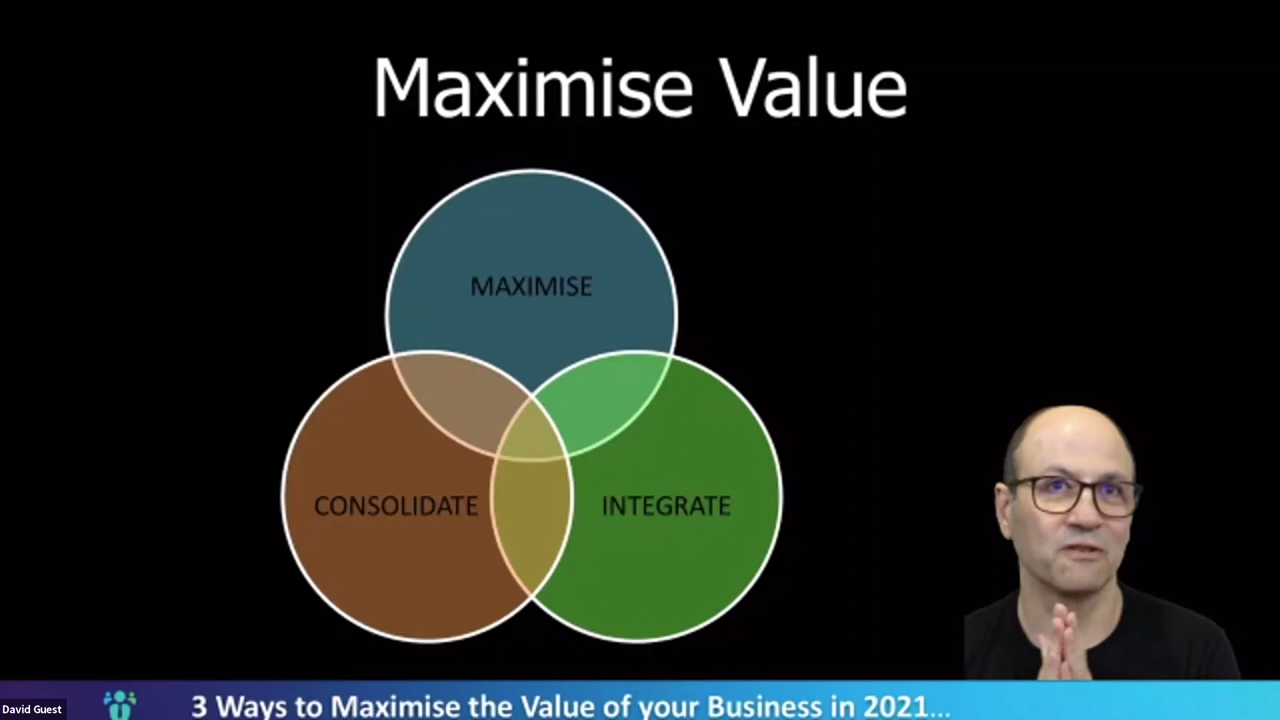 Maximise Value
MAXIMISE
CONSOLIDATE
INTEGRATE
David Guest
3 Ways to Maximise the Value of your Business in 2021...